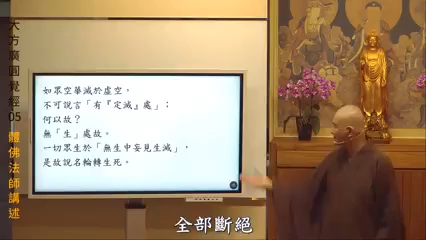 大方廣圓覺經05
體佛法師講述
如眾空華滅於虛空，
不可說言「有『定滅』處」；
何以故？
無「生」處故。
一切眾生於「無生中妄見生滅」，
是故說名輪轉生死。
全部斷絕